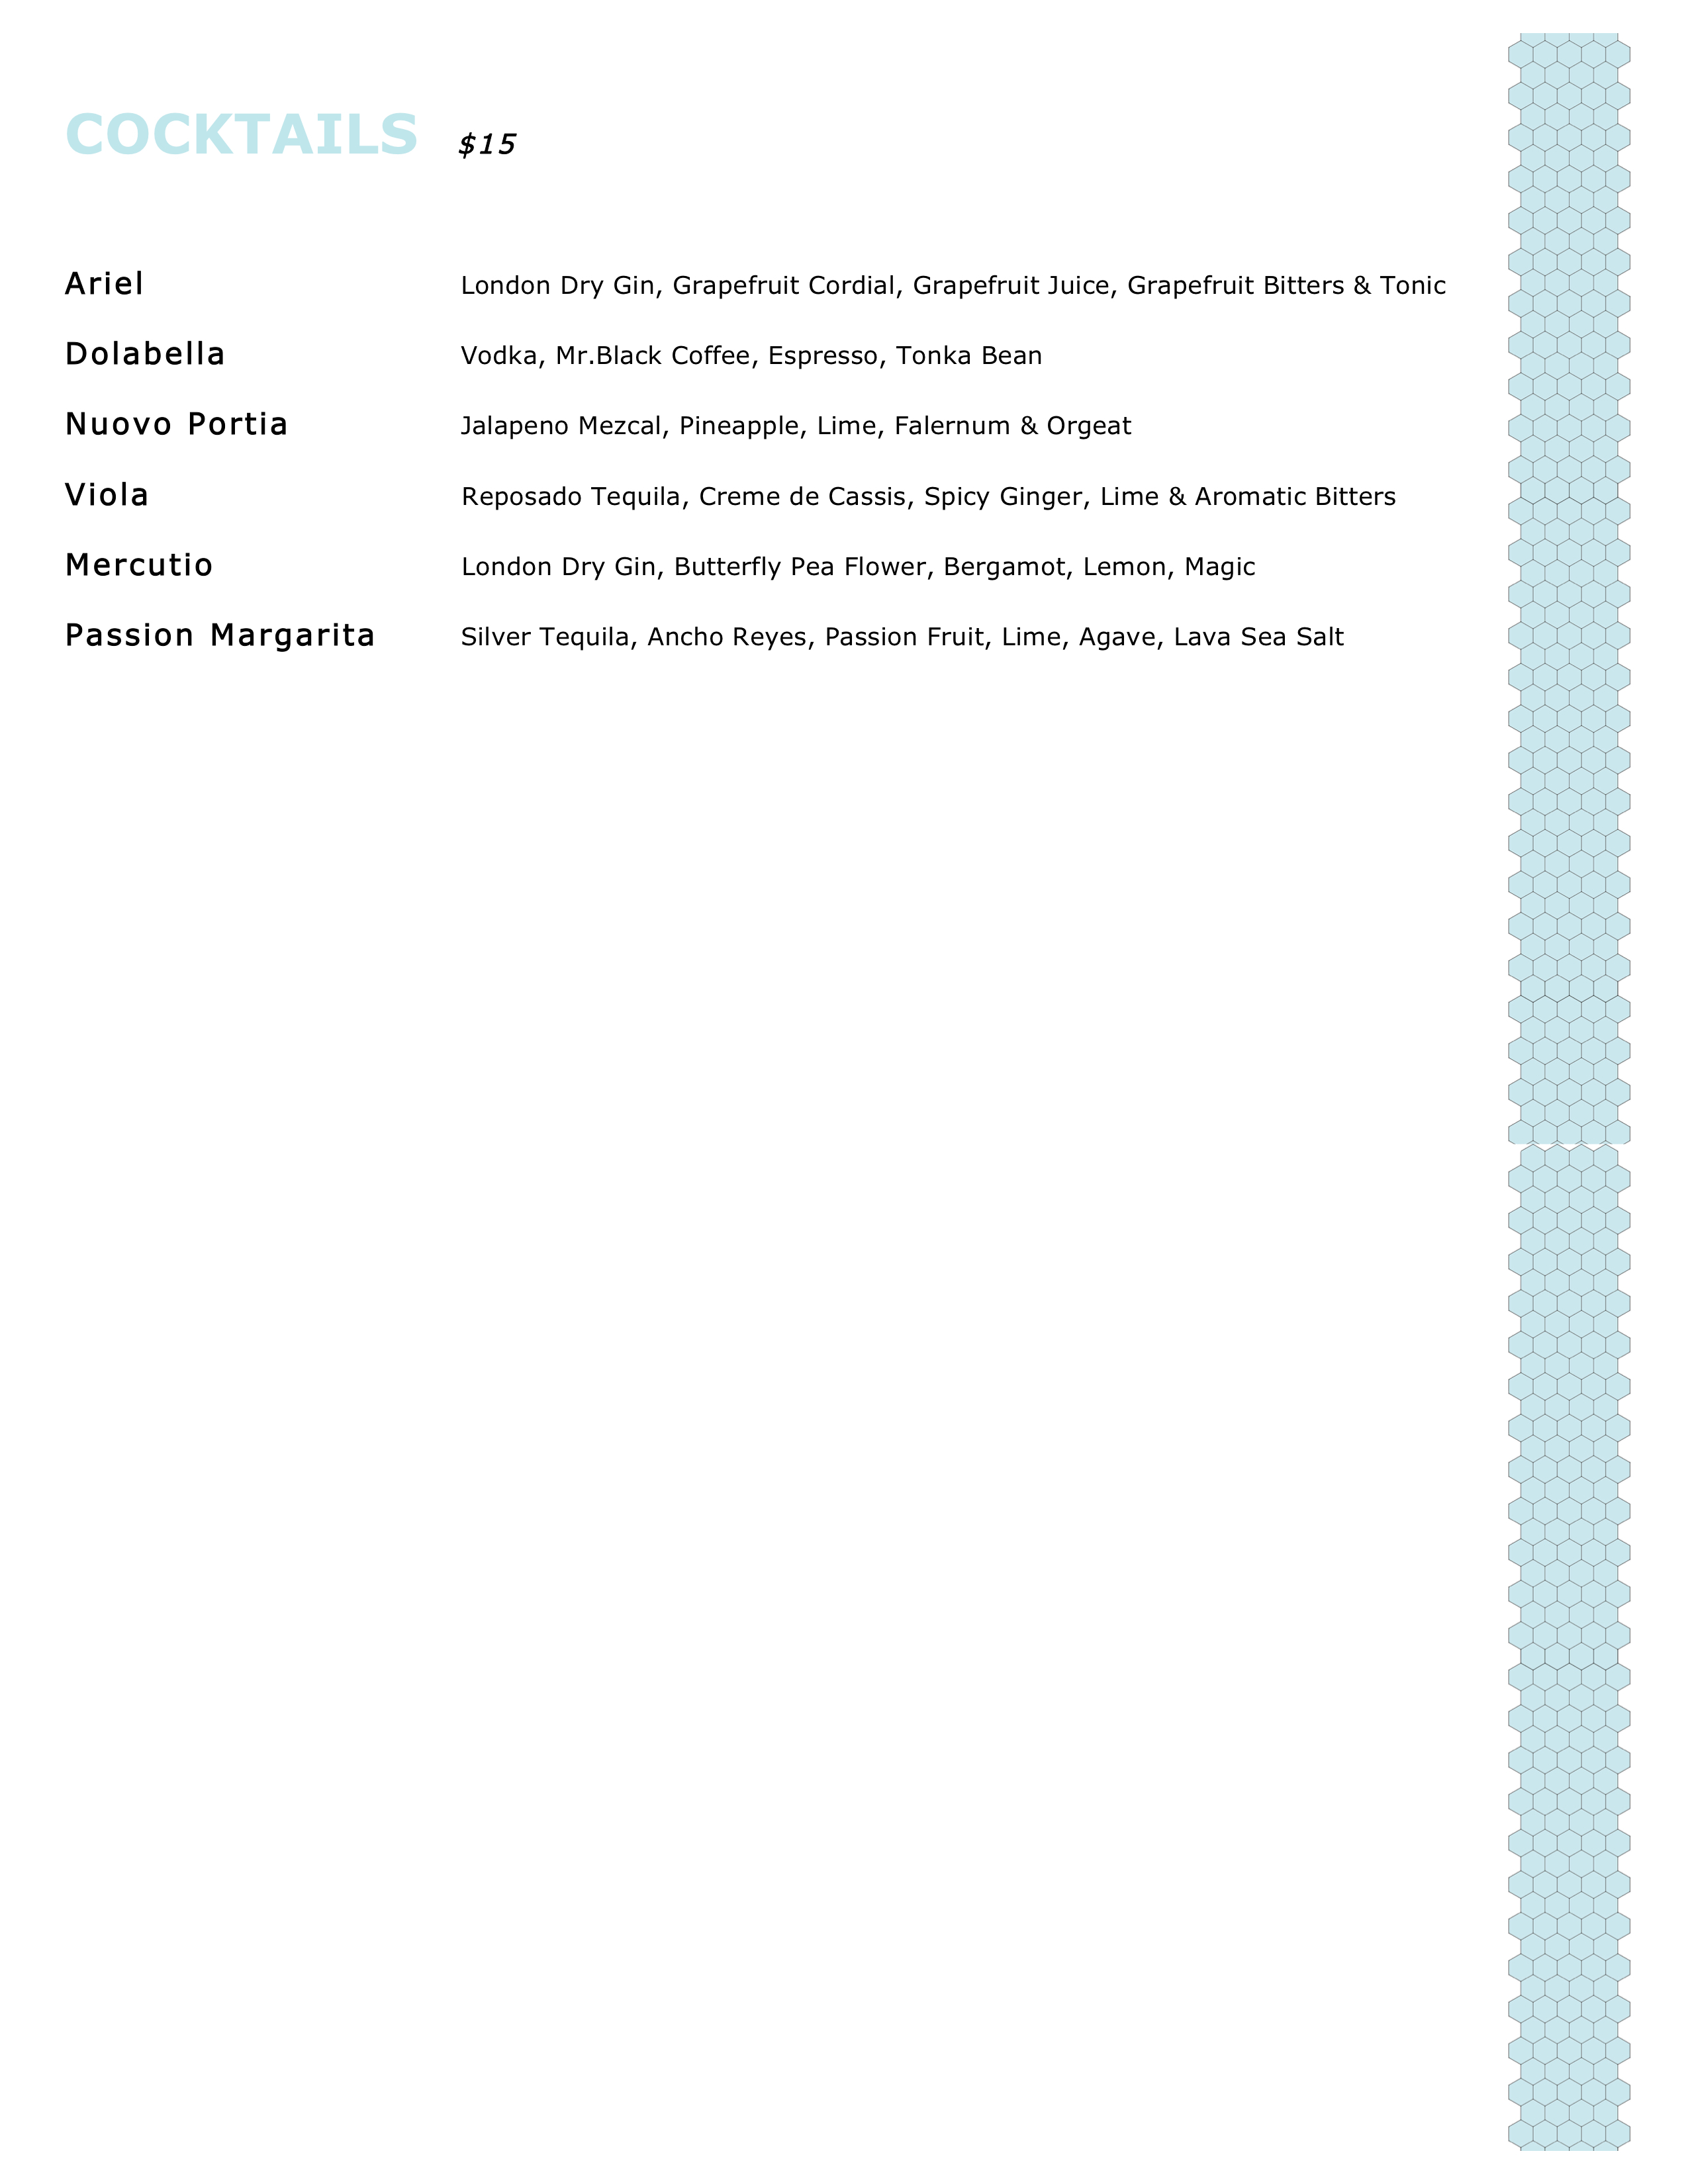 COCKTAILS $15
Ariel London Dry Gin, Grapefruit Cordial, Grapefruit Juice, Grapefruit Bitters & Tonic
Dolabella Vodka, Mr.Black Coffee, Espresso, Tonka Bean
Nuovo Portia Jalapeno Mezcal, Pineapple, Lime, Falernum & Orgeat
Viola Reposado Tequila, Creme de Cassis, Spicy Ginger, Lime & Aromatic Bitters
Mercutio London Dry Gin, Butterfly Pea Flower, Bergamot, Lemon, Magic
Passion Margarita Silver Tequila, Ancho Reyes, Passion Fruit, Lime, Agave, Lava Sea Salt